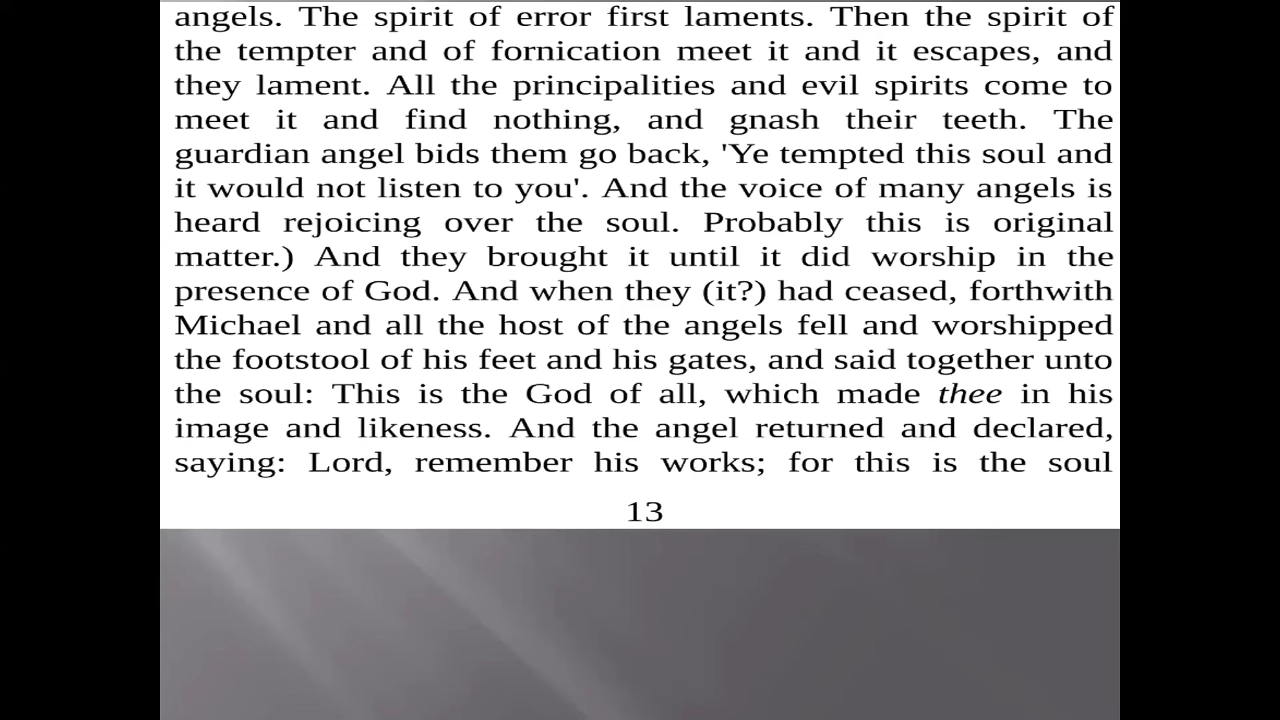 angels. The spirit of error first laments. Then the spirit of
the tempter and of fornication meet it and it escapes, and
they lament. All the principalities and evil spirits come to
meet it and find nothing, and gnash their teeth. The
guardian angel bids them go back, 'Ye tempted this soul and
it would not listen to you'. And the voice of many angels is
heard rejoicing over the soul. Probably this is original
matter.) And they brought it until it did worship in the
presence of God. And when they (it?) had ceased, forthwith
Michael and all the host of the angels fell and worshipped
the footstool of his feet and his gates, and said together unto
the soul: This is the God of all, which made thee in his
image and likeness. And the angel returned and declared,
saying: Lord, remember his works; for this is the soul
13